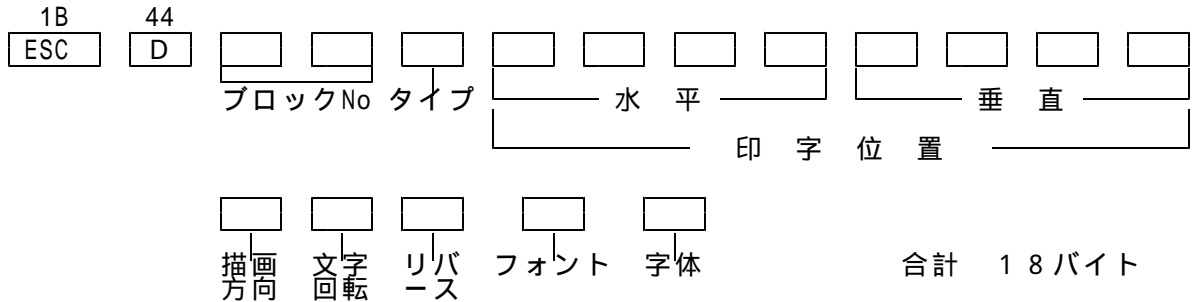 1B 44
ESC D
ブロックNo タイプ 水 平 垂 直
印 字 位 置
描画 文字 リバ フォント 字体 合計 18バイト
方向 回転 ース